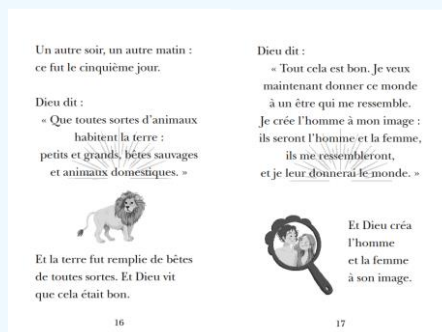 Un autre soir, un autre matin :
ce fut le cinquième jour.
Dieu dit :
« Que toutes sortes d'animaux
habitent la terre :
petits et grands, bêtes sauvages
et animaux domestiques. »
Et la terre fut remplie de bêtes
de toutes sortes. Et Dieu vit
que cela était bon.
16
Dieu dit :
« Tout cela est bon. Je veux
maintenant donner ce monde
à un être qui me ressemble.
Je crée l'homme à mon image :
ils seront l'homme et la femme,
ils me ressembleront,
et je leur donnerai le monde. »
Et Dieu créa
l'homme
et la femme
à son image.
17